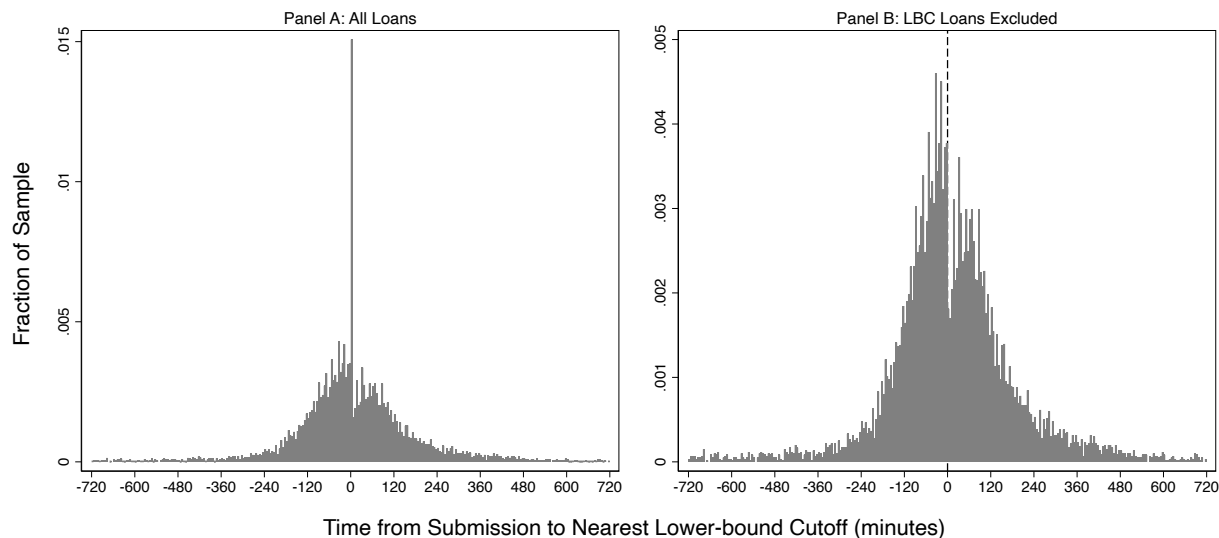 Panel A: All Loans
Panel B: LBC Loans Excluded
Fraction of Sample
.015
.01
.005
0
-720 -600 -480 -360 -240 -120 0 120 240 360 480 600 720
.005
.004
.003
.002
.001
0
-720 -600 -480 -360 -240 -120 0 120 240 360 480 600 720
Time from Submission to Nearest Lower-bound Cutoff (minutes)